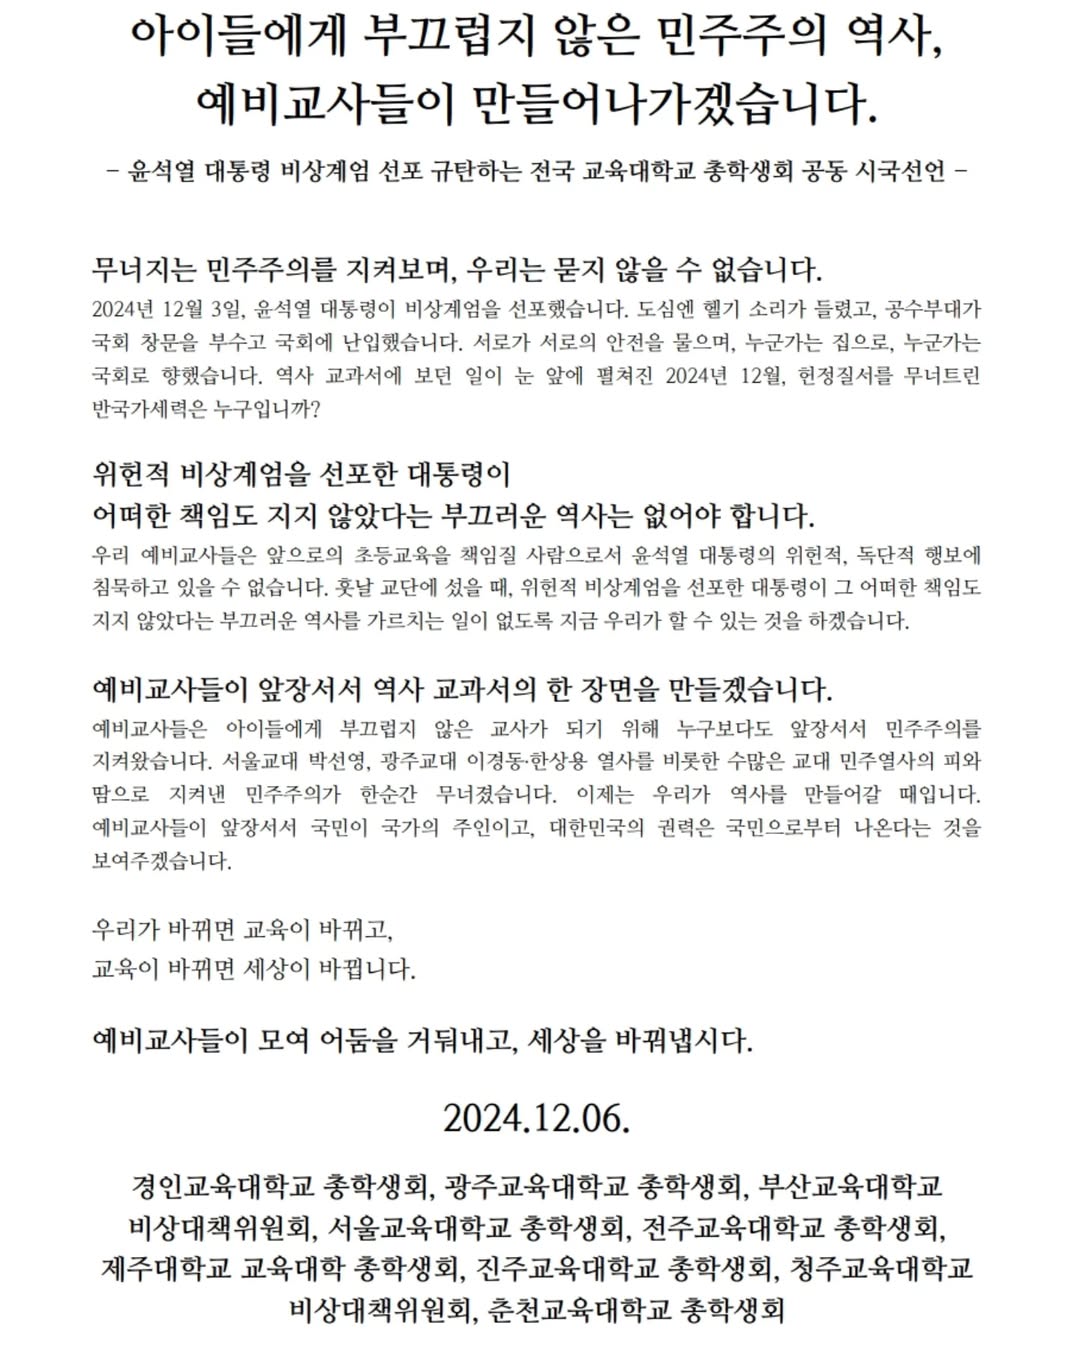 아이들에게 부끄럽지 않은 민주주의 역사,
예비교사들이 만들어나가겠습니다.
– 윤석열 대통령 비상계엄 선포 규탄하는 전국 교육대학교 총학생회 공동 시국선언 –
무너지는 민주주의를 지켜보며, 우리는 묻지 않을 수 없습니다.
2024년 12월 3일, 윤석열 대통령이 비상계엄을 선포했습니다. 도심엔 헬기 소리가 들렸고, 공수부대가
국회 창문을 부수고 국회에 난입했습니다. 서로가 서로의 안전을 물으며, 누군가는 집으로, 누군가는
국회로 향했습니다. 역사 교과서에 보던 일이 눈 앞에 펼쳐진 2024년 12월, 헌정질서를 무너트린
반국가세력은 누구입니까?
위헌적 비상계엄을 선포한 대통령이
어떠한 책임도 지지 않았다는 부끄러운 역사는 없어야 합니다.
우리 예비교사들은 앞으로의 초등교육을 책임질 사람으로서 윤석열 대통령의 위헌적, 독단적 행보에
침묵하고 있을 수 없습니다. 훗날 교단에 섰을 때, 위헌적 비상계엄을 선포한 대통령이 그 어떠한 책임도
지지 않았다는 부끄러운 역사를 가르치는 일이 없도록 지금 우리가 할 수 있는 것을 하겠습니다.
예비교사들이 앞장서서 역사 교과서의 한 장면을 만들겠습니다.
예비교사들은 아이들에게 부끄럽지 않은 교사가 되기 위해 누구보다도 앞장서서 민주주의를
지켜왔습니다. 서울교대 박선영, 광주교대 이경동·한상용 열사를 비롯한 수많은 교대 민주열사의 피와
땀으로 지켜낸 민주주의가 한순간 무너졌습니다. 이제는 우리가 역사를 만들어갈 때입니다.
예비교사들이 앞장서서 국민이 국가의 주인이고, 대한민국의 권력은 국민으로부터 나온다는 것을
보여주겠습니다.
우리가 바뀌면 교육이 바뀌고,
교육이 바뀌면 세상이 바뀝니다.
예비교사들이 모여 어둠을 거둬내고, 세상을 바꿔냅시다.
2024.12.06.
경인교육대학교 총학생회, 광주교육대학교 총학생회, 부산교육대학교
비상대책위원회, 서울교육대학교 총학생회, 전주교육대학교 총학생회,
제주대학교 교육대학 총학생회, 진주교육대학교 총학생회, 청주교육대학교
비상대책위원회, 춘천교육대학교 총학생회